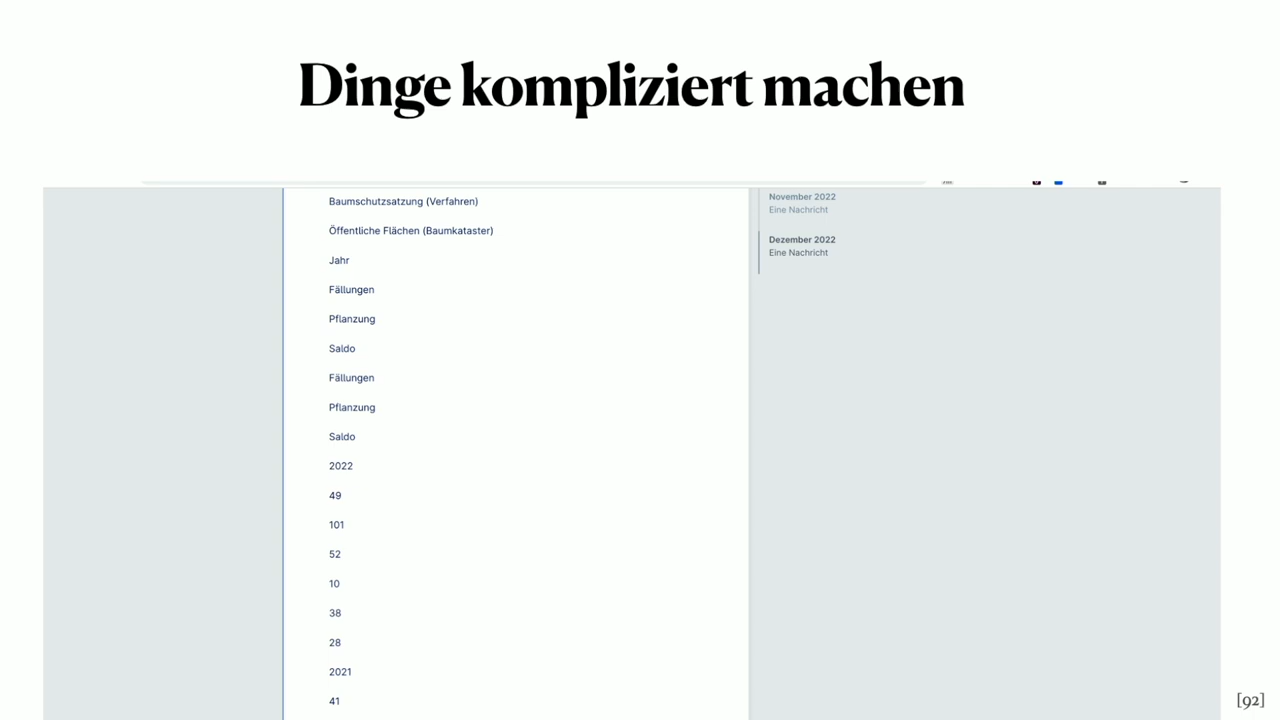 Dinge kompliziert machen
Baumschutzsatzung (Verfahren)
Öffentliche Flächen (Baumkataster)
Jahr
Fällungen
Pflanzung
Saldo
Fällungen
Pflanzung
Saldo
2022
49
101
52
10
38
28
2021
41
November 2022
Eine Nachricht
Dezember 2022
Eine Nachricht
[92]